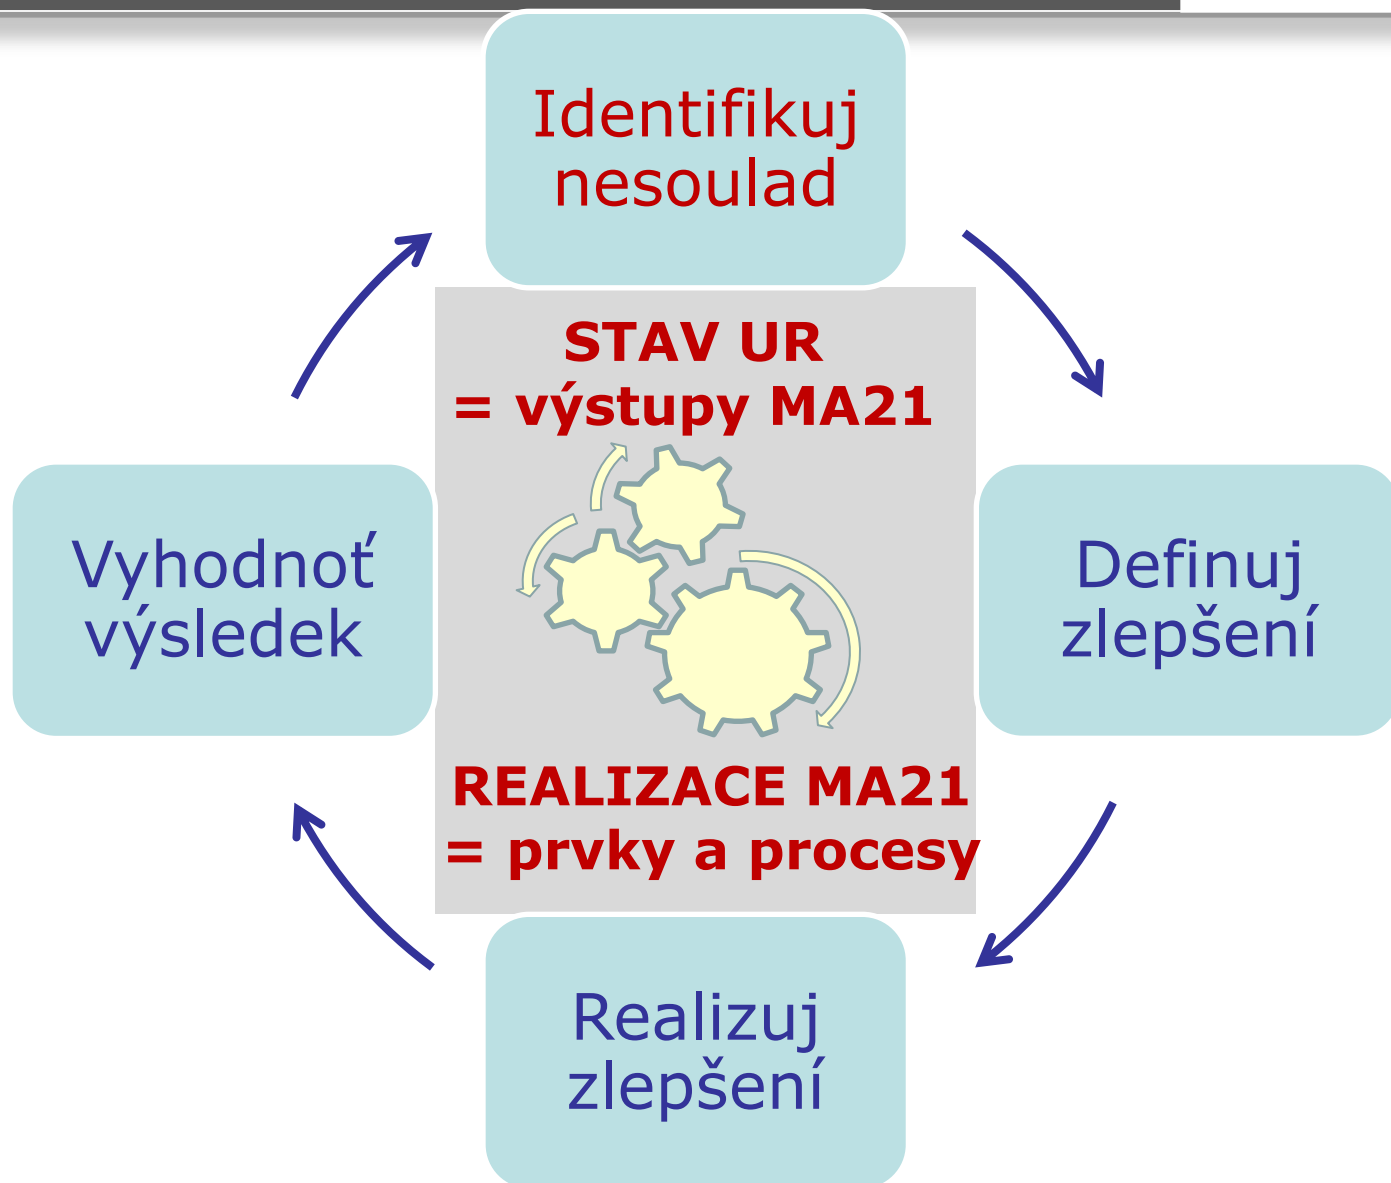 Identifikuj
nesoulad
STAV UR
= výstupy MA21
Vyhodnoť
výsledek
Definuj
zlepšení
REALIZACE MA21
= prvky a procesy
Realizuj
zlepšení